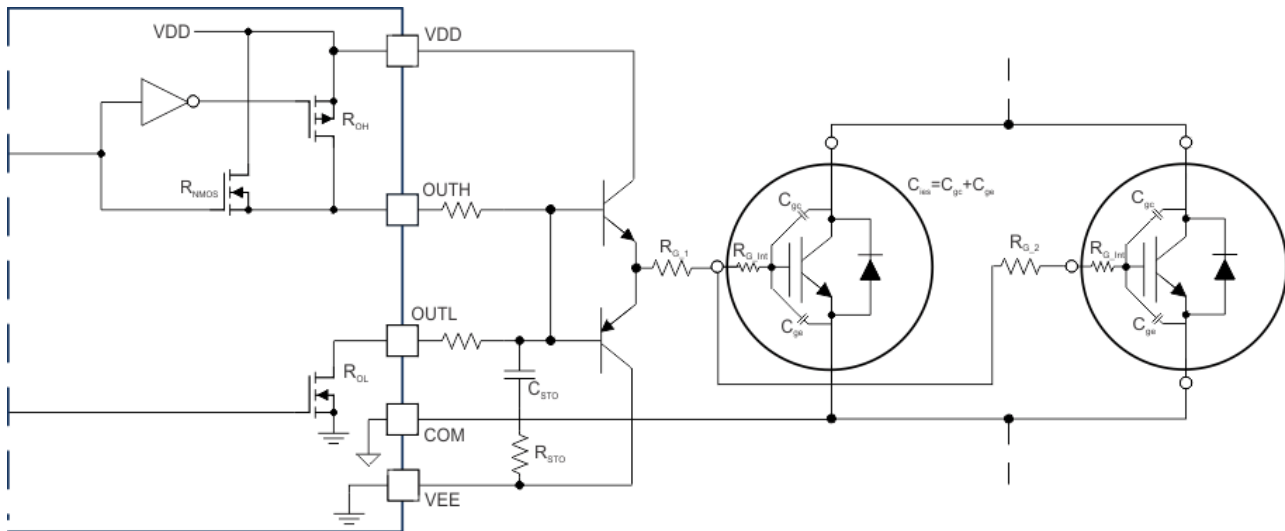 VDD
VDD
R_OH
R_NMOS
OUTH
C_ies=C_gc+C_ge
C_gc
C_gc
R_G_1
R_G_Int
R_G_2
R_G_Int
OUTL
C_ge
C_ge
R_OL
C_STO
COM
R_STO
VEE